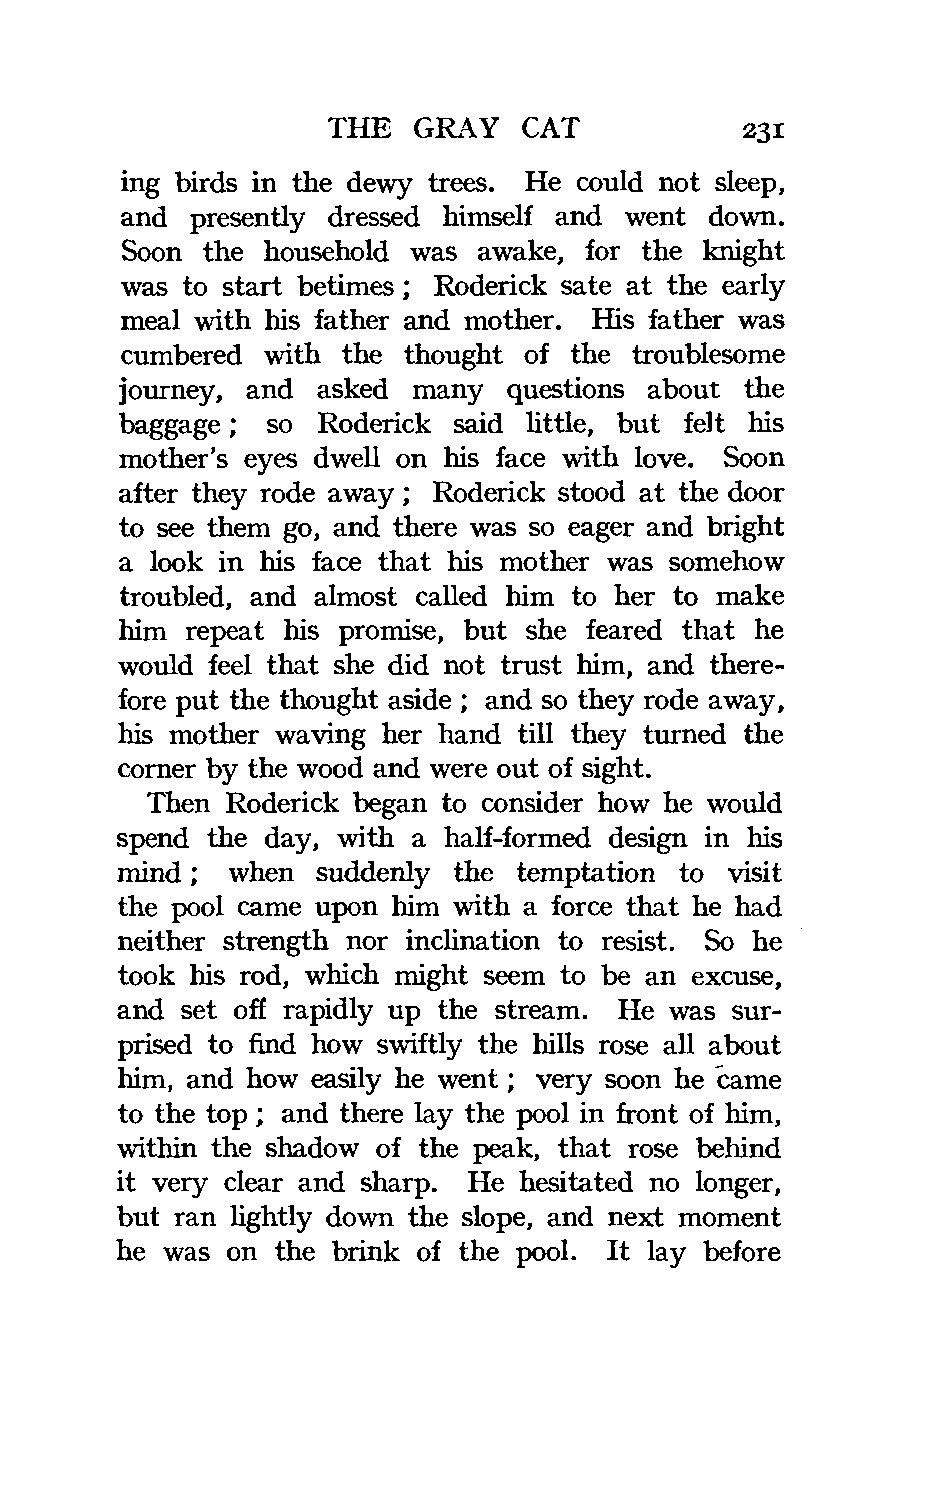 THE GRAY CAT 231
ing birds in the dewy trees. He could not sleep,
and presently dressed himself and went down.
Soon the household was awake, for the knight
was to start betimes ; Roderick sate at the early
meal with his father and mother. His father was
cumbered with the thought of the troublesome
journey, and asked many questions about the
baggage ; so Roderick said little, but felt his
mother's eyes dwell on his face with love. Soon
after they rode away ; Roderick stood at the door
to see them go, and there was so eager and bright
a look in his face that his mother was somehow
troubled, and almost called him to her to make
him repeat his promise, but she feared that he
would feel that she did not trust him, and there-
fore put the thought aside ; and so they rode away,
his mother waving her hand till they turned the
corner by the wood and were out of sight.
Then Roderick began to consider how he would
spend the day, with a half-formed design in his
mind ; when suddenly the temptation to visit
the pool came upon him with a force that he had
neither strength nor inclination to resist. So he
took his rod, which might seem to be an excuse,
and set off rapidly up the stream. He was sur-
prised to find how swiftly the hills rose all about
him, and how easily he went ; very soon he came
to the top ; and there lay the pool in front of him,
within the shadow of the peak, that rose behind
it very clear and sharp. He hesitated no longer,
but ran lightly down the slope, and next moment
he was on the brink of the pool. It lay before